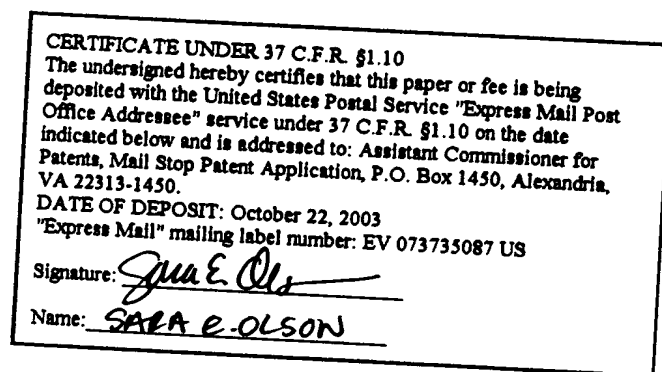 CERTIFICATE UNDER 37 C.F.R. §1.10
The undersigned hereby certifies that this paper or fee is being
deposited with the United States Postal Service "Express Mail Post
Office Addressee" service under 37 C.F.R. §1.10 on the date
indicated below and is addressed to: Assistant Commissioner for
Patents, Mail Stop Patent Application, P.O. Box 1450, Alexandria,
VA 22313-1450.
DATE OF DEPOSIT: October 22, 2003
"Express Mail" mailing label number: EV 073735087 US
Signature: Sara E. Ols
Name: SARA E. OLSON